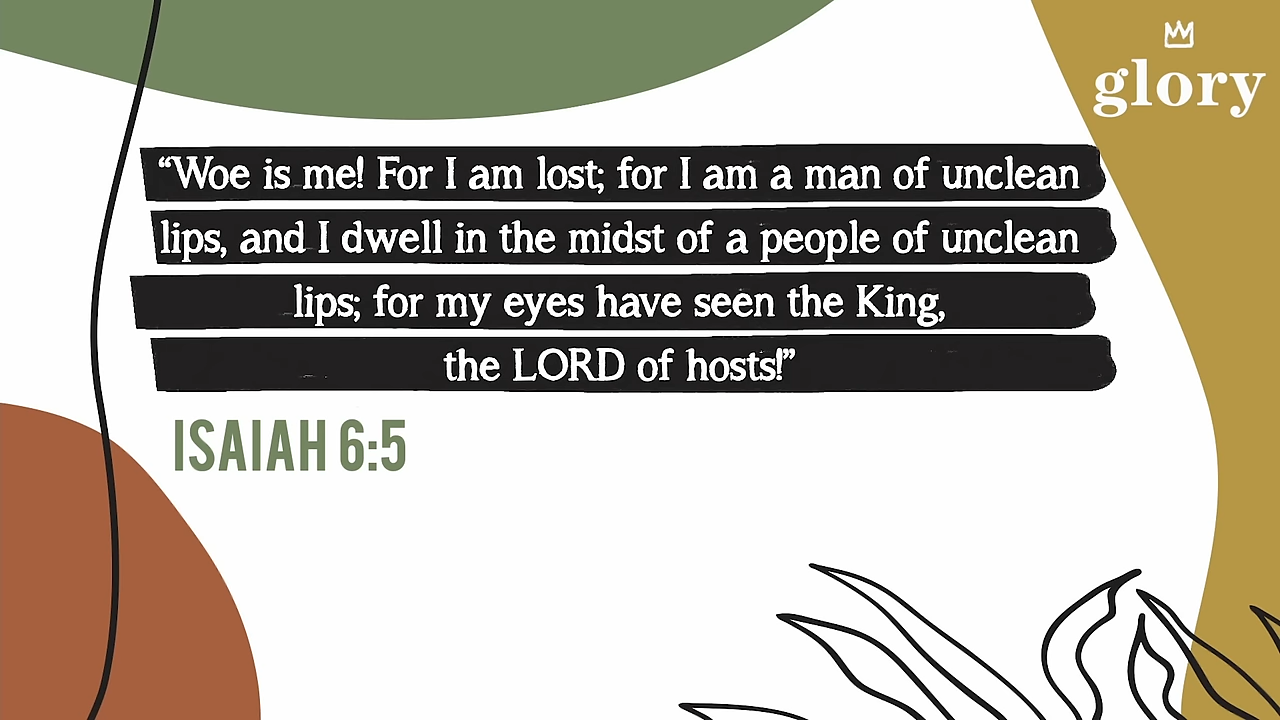 glory
“Woe is me! For I am lost; for I am a man of unclean
lips, and I dwell in the midst of a people of unclean
lips; for my eyes have seen the King,
the LORD of hosts!”
ISAIAH 6:5